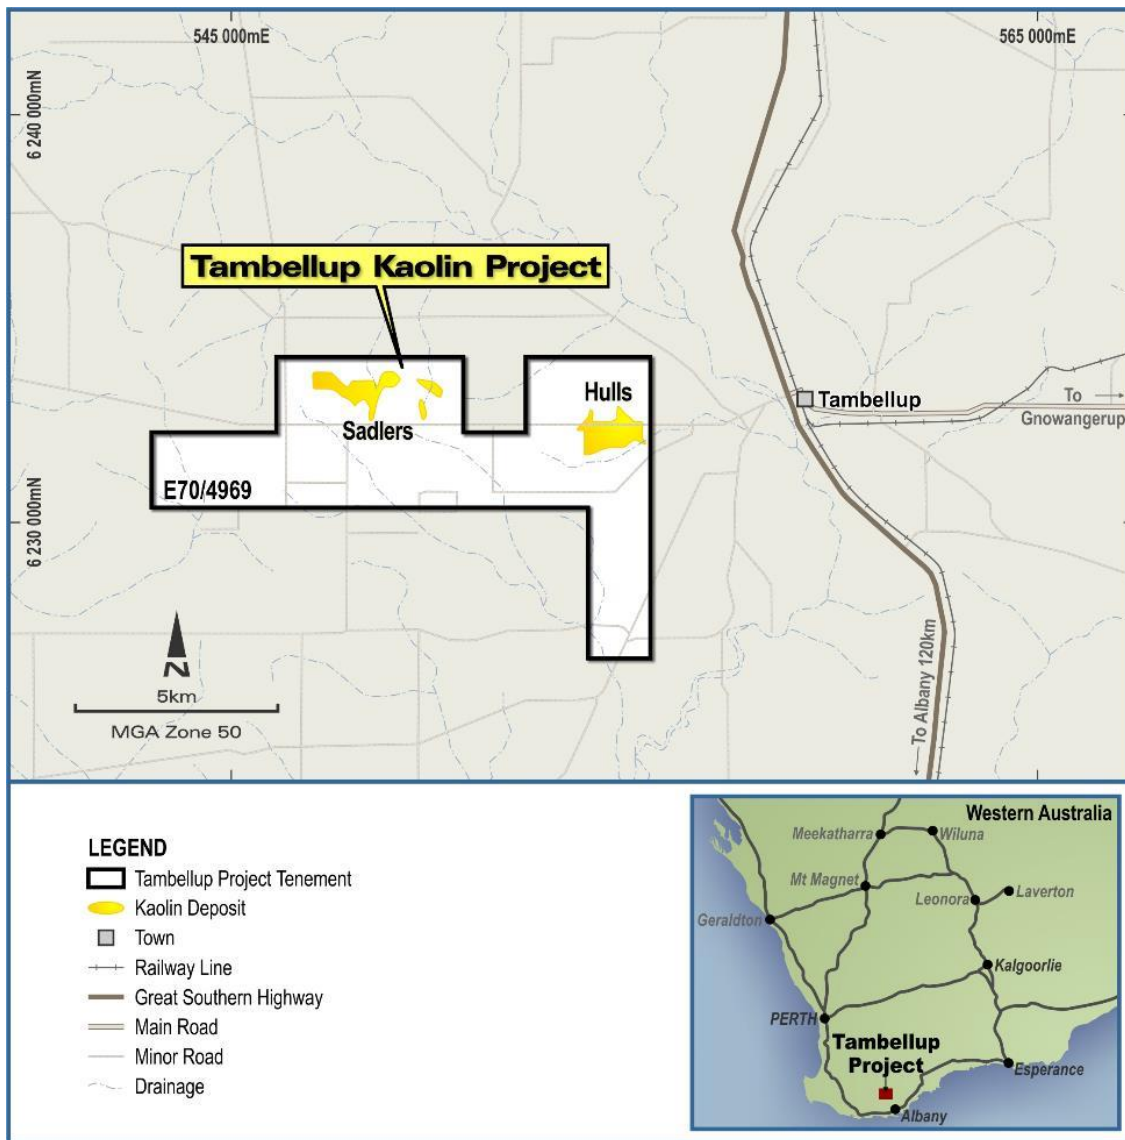 545 000mE
565 000mE
6 240 000mN
Tambellup Kaolin Project
Hulls
Tambellup
To
Gnowangerup
Sadlers
E70/4969
6 230 000mN
N
5km
MGA Zone 50
To Albany 120km
LEGEND
Tambellup Project Tenement
Kaolin Deposit
Town
Railway Line
Great Southern Highway
Main Road
Minor Road
Drainage
Western Australia
Meekatharra
Wiluna
Mt Magnet
Leonora
Laverton
Geraldton
Kalgoorlie
PERTH
Tambellup
Project
Esperance
Albany